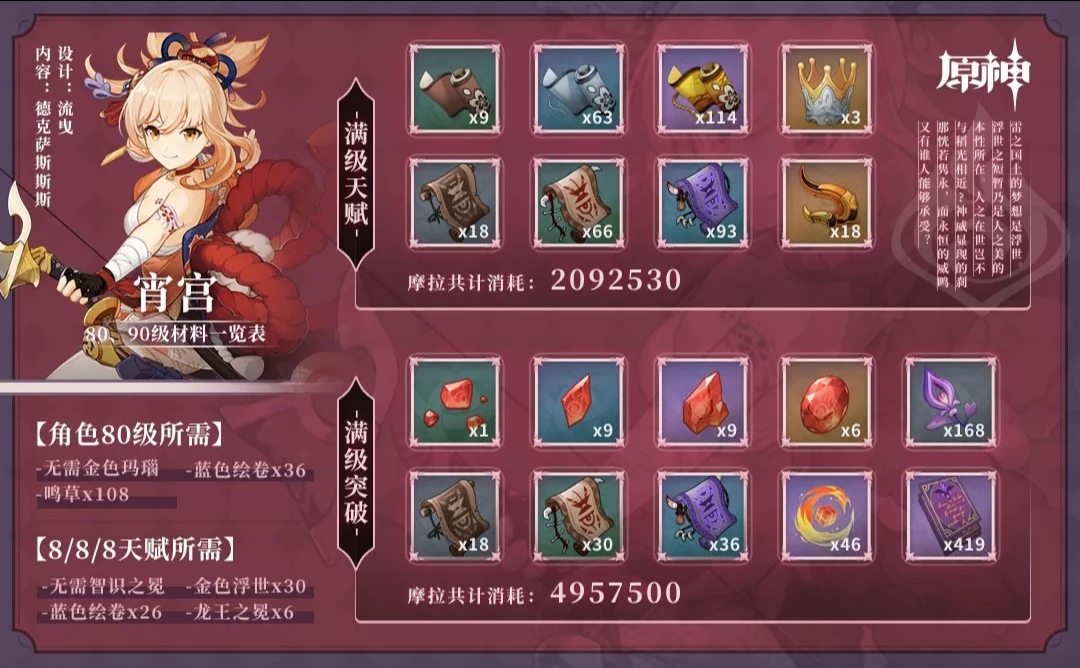 设计：流曳
内容：德克萨斯斯斯
宵宫
80、90级材料一览表
满级天赋
x9
x63
x114
x3
x18
x66
x93
x18
摩拉共计消耗：2092530
原神
雷之国土的梦想是浮世。
浮世之短暂乃是人之美的
本性所在。人之在世岂不
与稻光相近？神威显现的刹
那恍若隽永，而永恒的威鸣
又有谁人能够承受？
【角色80级所需】
-无需金色玛瑙
-蓝色绘卷x36
-鸣草x108
【8/8/8天赋所需】
-无需智识之冕
-金色浮世x30
-蓝色绘卷x26
-龙王之冕x6
满级突破
x1
x9
x9
x6
x168
x18
x30
x36
x46
x419
摩拉共计消耗：4957500